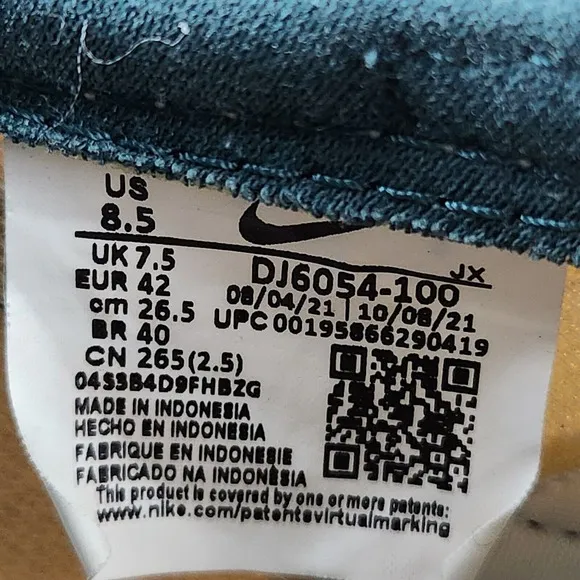 US
8.5
UK 7.5
EUR 42
cm 26.5
BR 40
CN 265(2.5)
JX
DJ6054-100
08/04/21 | 10/08/21
UPC 00195866290419
04S3B4D9FHBZG
MADE IN INDONESIA
HECHO EN INDONESIA
FABRIQUE EN INDONESIE
FABRICADO NA INDONÉSIA
This product is covered by one or more patents:
www.nike.com/patentsvirtualmarking